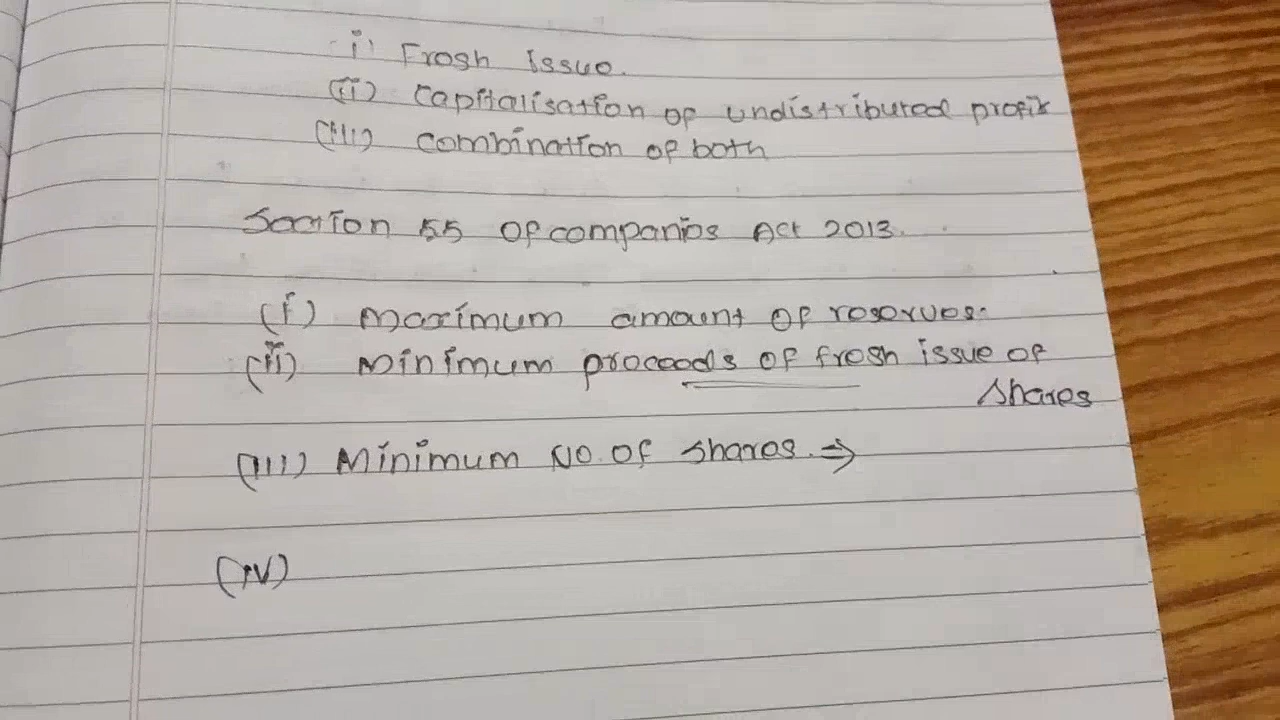 i) Fresh Issue.
(ii) Capitalisation of undistributed profit
(iii) combination of both
Section 55 of companies Act 2013.
(i) maximum amount of reserves.
(ii) Minimum proceeds of fresh issue of
shares
(iii) Minimum No. of shares. ⇒
(iv)